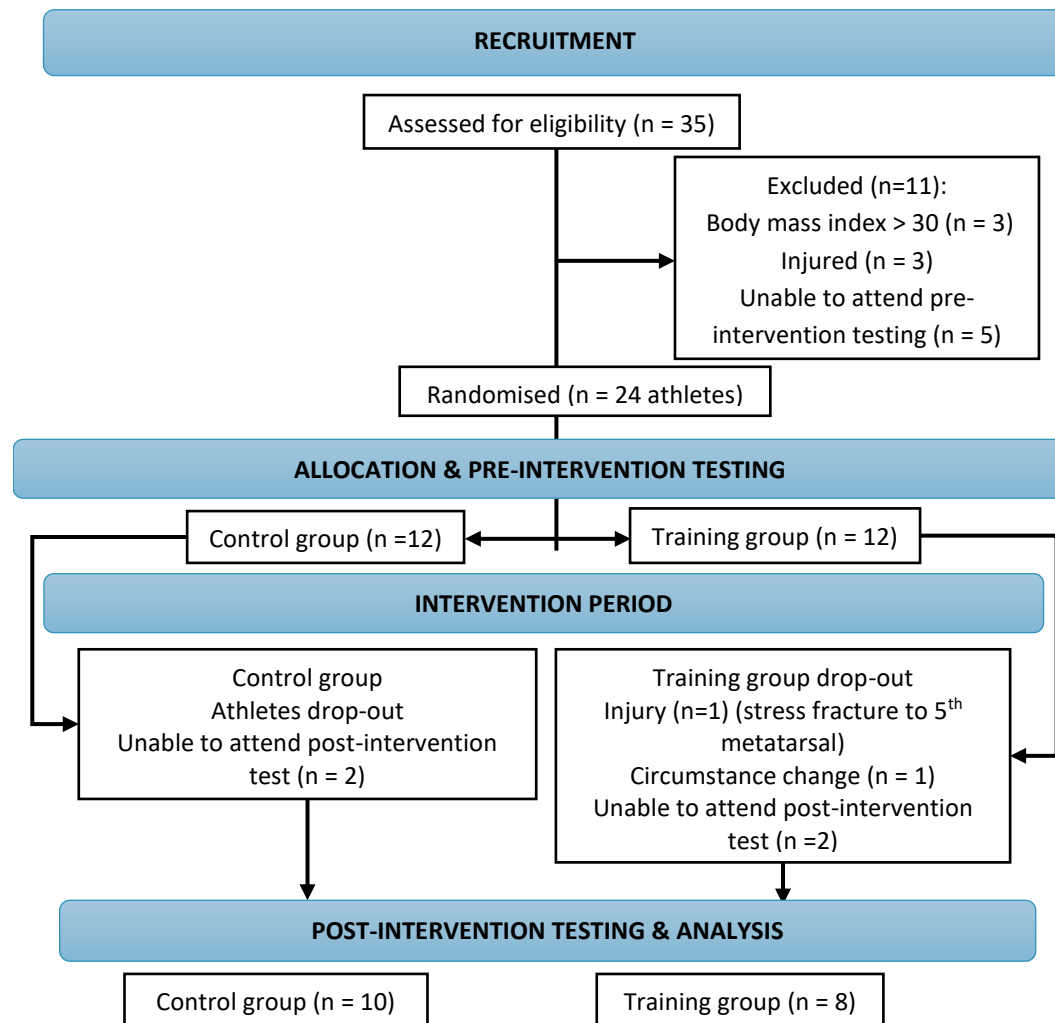 RECRUITMENT
Assessed for eligibility (n = 35)
Excluded (n=11):
Body mass index > 30 (n = 3)
Injured (n = 3)
Unable to attend pre-
intervention testing (n = 5)
Randomised (n = 24 athletes)
ALLOCATION & PRE-INTERVENTION TESTING
Control group (n =12)
Training group (n = 12)
INTERVENTION PERIOD
Control group
Athletes drop-out
Unable to attend post-intervention
test (n = 2)
Training group drop-out
Injury (n=1) (stress fracture to 5th
metatarsal)
Circumstance change (n = 1)
Unable to attend post-intervention
test (n =2)
POST-INTERVENTION TESTING & ANALYSIS
Control group (n = 10)
Training group (n = 8)